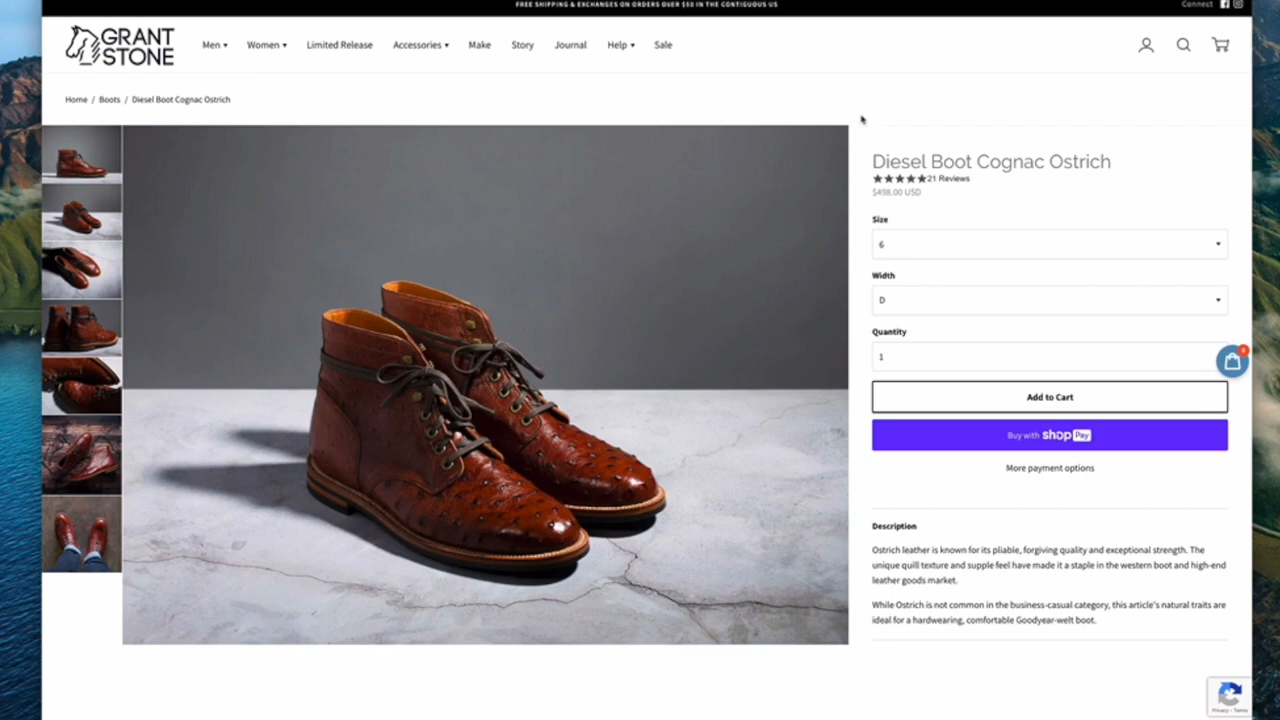 FREE SHIPPING & EXCHANGES ON ORDERS OVER $50 IN THE CONTIGUOUS US
Connect
GRANT
STONE
Men
Women
Limited Release
Accessories
Make
Story
Journal
Help
Sale
Home / Boots / Diesel Boot Cognac Ostrich
Diesel Boot Cognac Ostrich
21 Reviews
$498.00 USD
Size
6
Width
D
Quantity
1
Add to Cart
Buy with shop Pay
More payment options
Description
Ostrich leather is known for its pliable, forgiving quality and exceptional strength. The
unique quill texture and supple feel have made it a staple in the western boot and high-end
leather goods market.
While Ostrich is not common in the business-casual category, this article's natural traits are
ideal for a hardwearing, comfortable Goodyear-welt boot.
Privacy - Terms